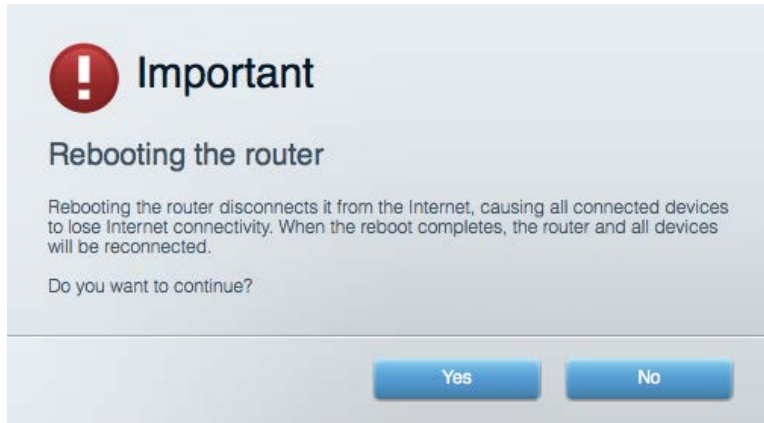 Important
Rebooting the router
Rebooting the router disconnects it from the Internet, causing all connected devices
to lose Internet connectivity. When the reboot completes, the router and all devices
will be reconnected.
Do you want to continue?
Yes
No